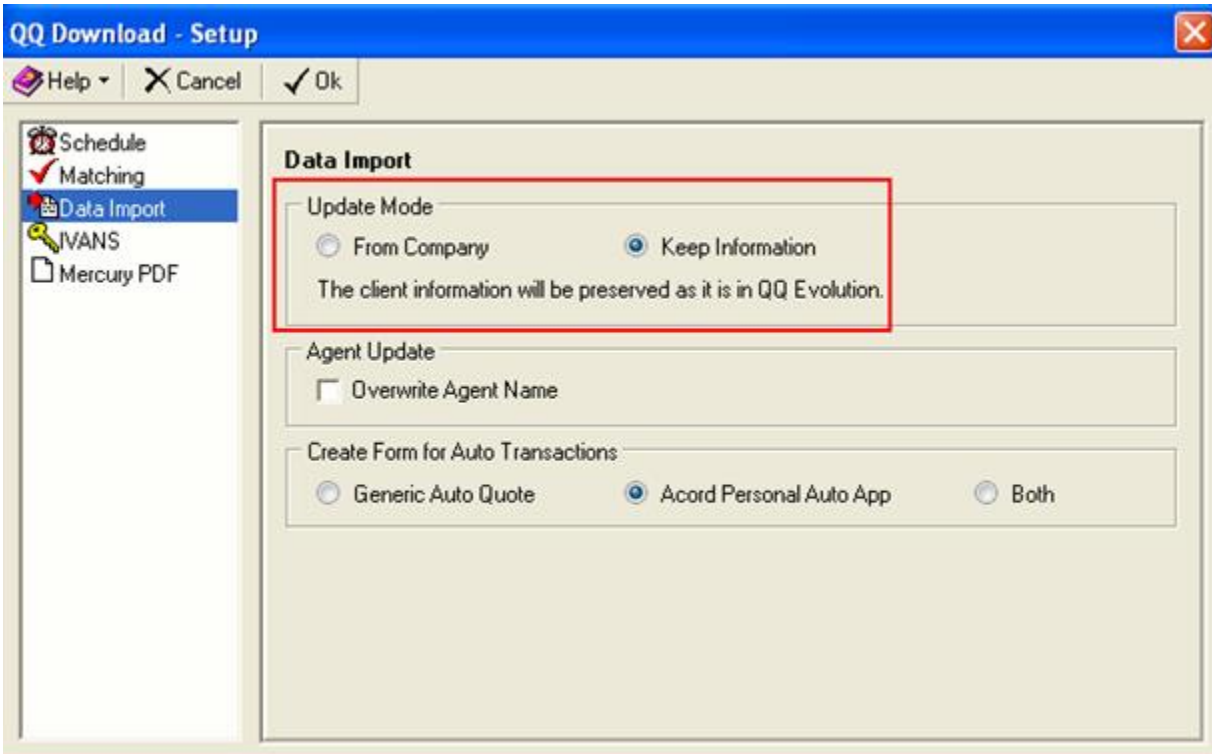 QQ Download - Setup
Help Cancel Ok
Schedule
Matching
Data Import
IVANS
Mercury PDF
Data Import
Update Mode
From Company Keep Information
The client information will be preserved as it is in QQ Evolution.
Agent Update
Overwrite Agent Name
Create Form for Auto Transactions
Generic Auto Quote Acord Personal Auto App Both